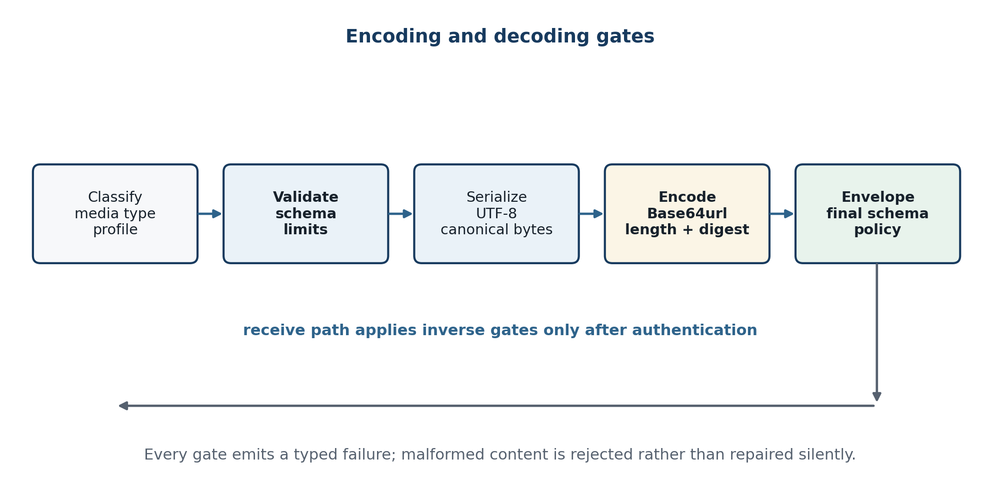 Encoding and decoding gates
Classify
media type
profile
Validate
schema
limits
Serialize
UTF-8
canonical bytes
Encode
Base64url
length + digest
Envelope
final schema
policy
receive path applies inverse gates only after authentication
Every gate emits a typed failure; malformed content is rejected rather than repaired silently.